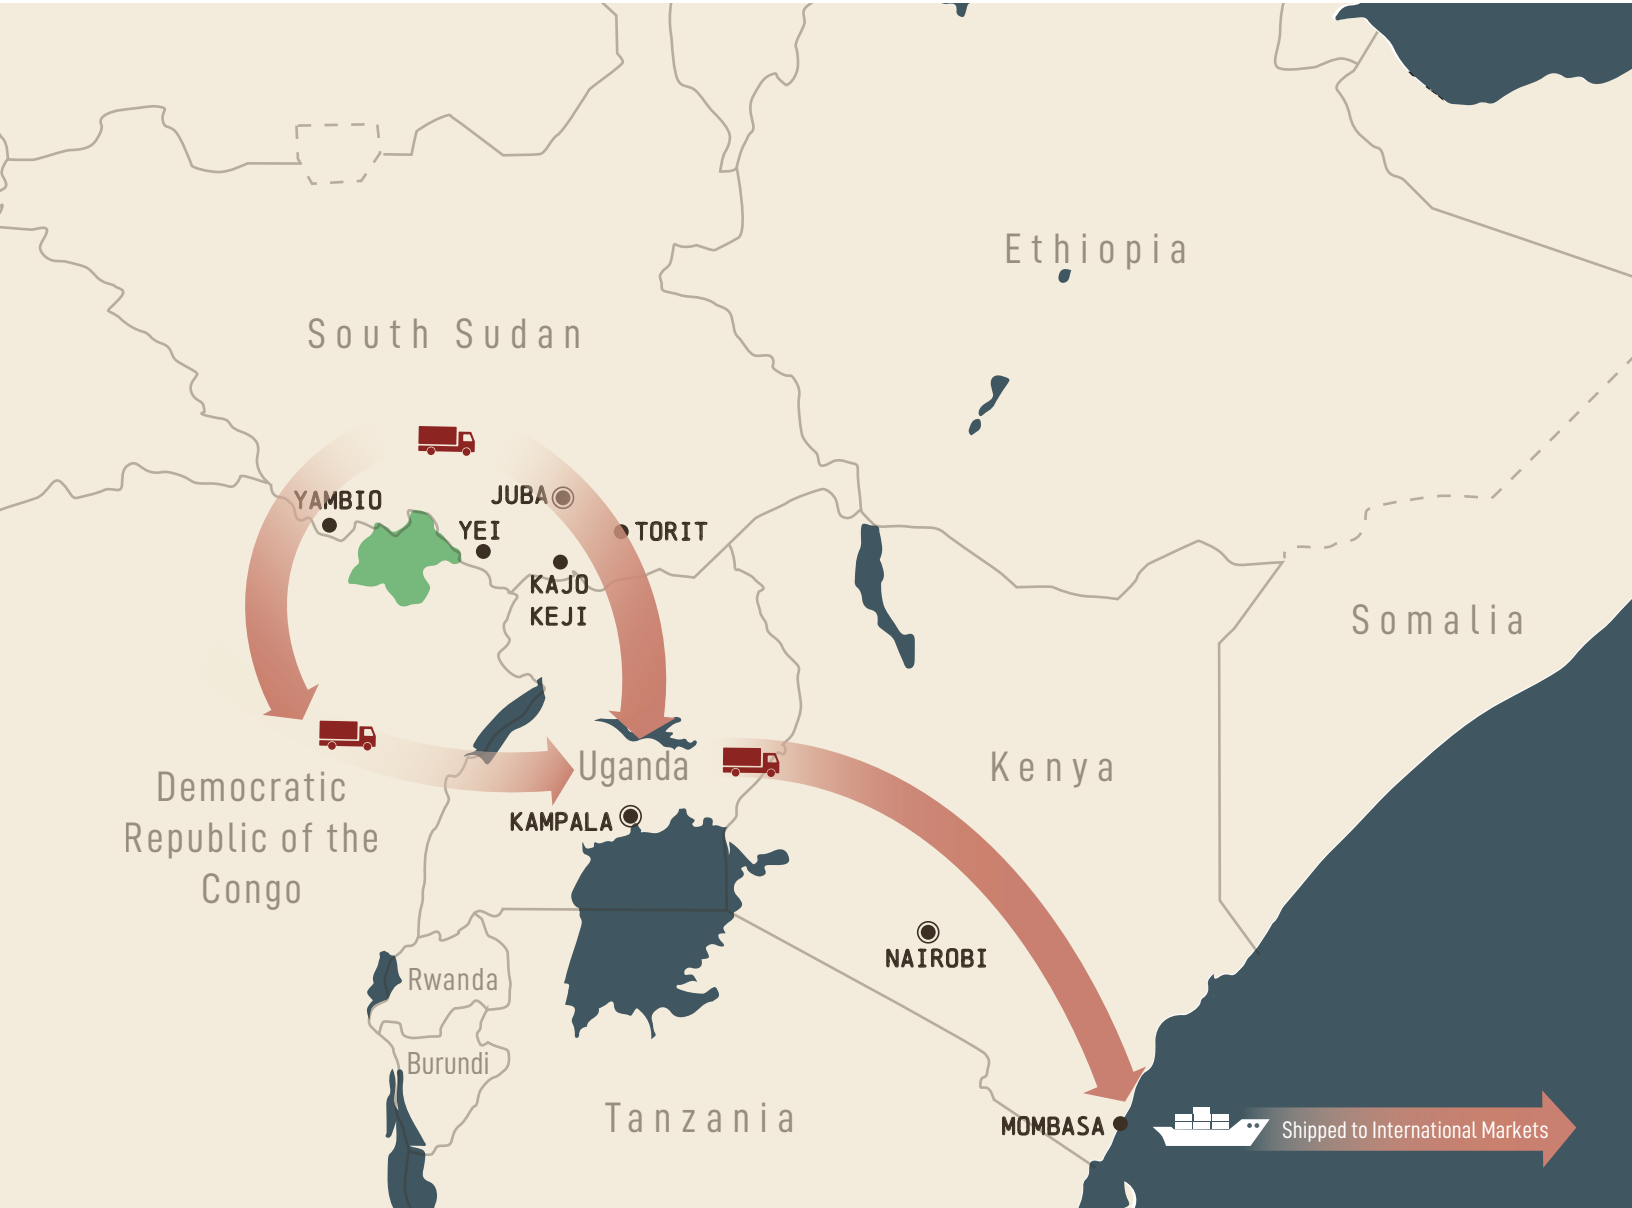 Ethiopia
South Sudan
YAMBIO
JUBA
YEI
TORIT
KAJO
KEJI
Somalia
Uganda
Kenya
Democratic
Republic of the
Congo
KAMPALA
NAIROBI
Rwanda
Burundi
Tanzania
MOMBASA
Shipped to International Markets